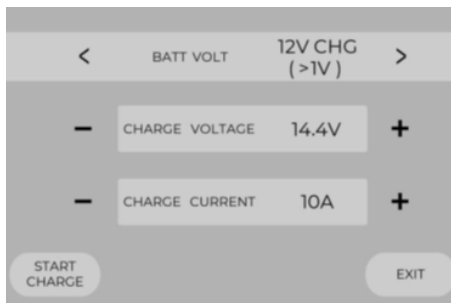 < BATT VOLT 12V CHG >
(>1V)
- CHARGE VOLTAGE 14.4V +
- CHARGE CURRENT 10A +
START
CHARGE
EXIT